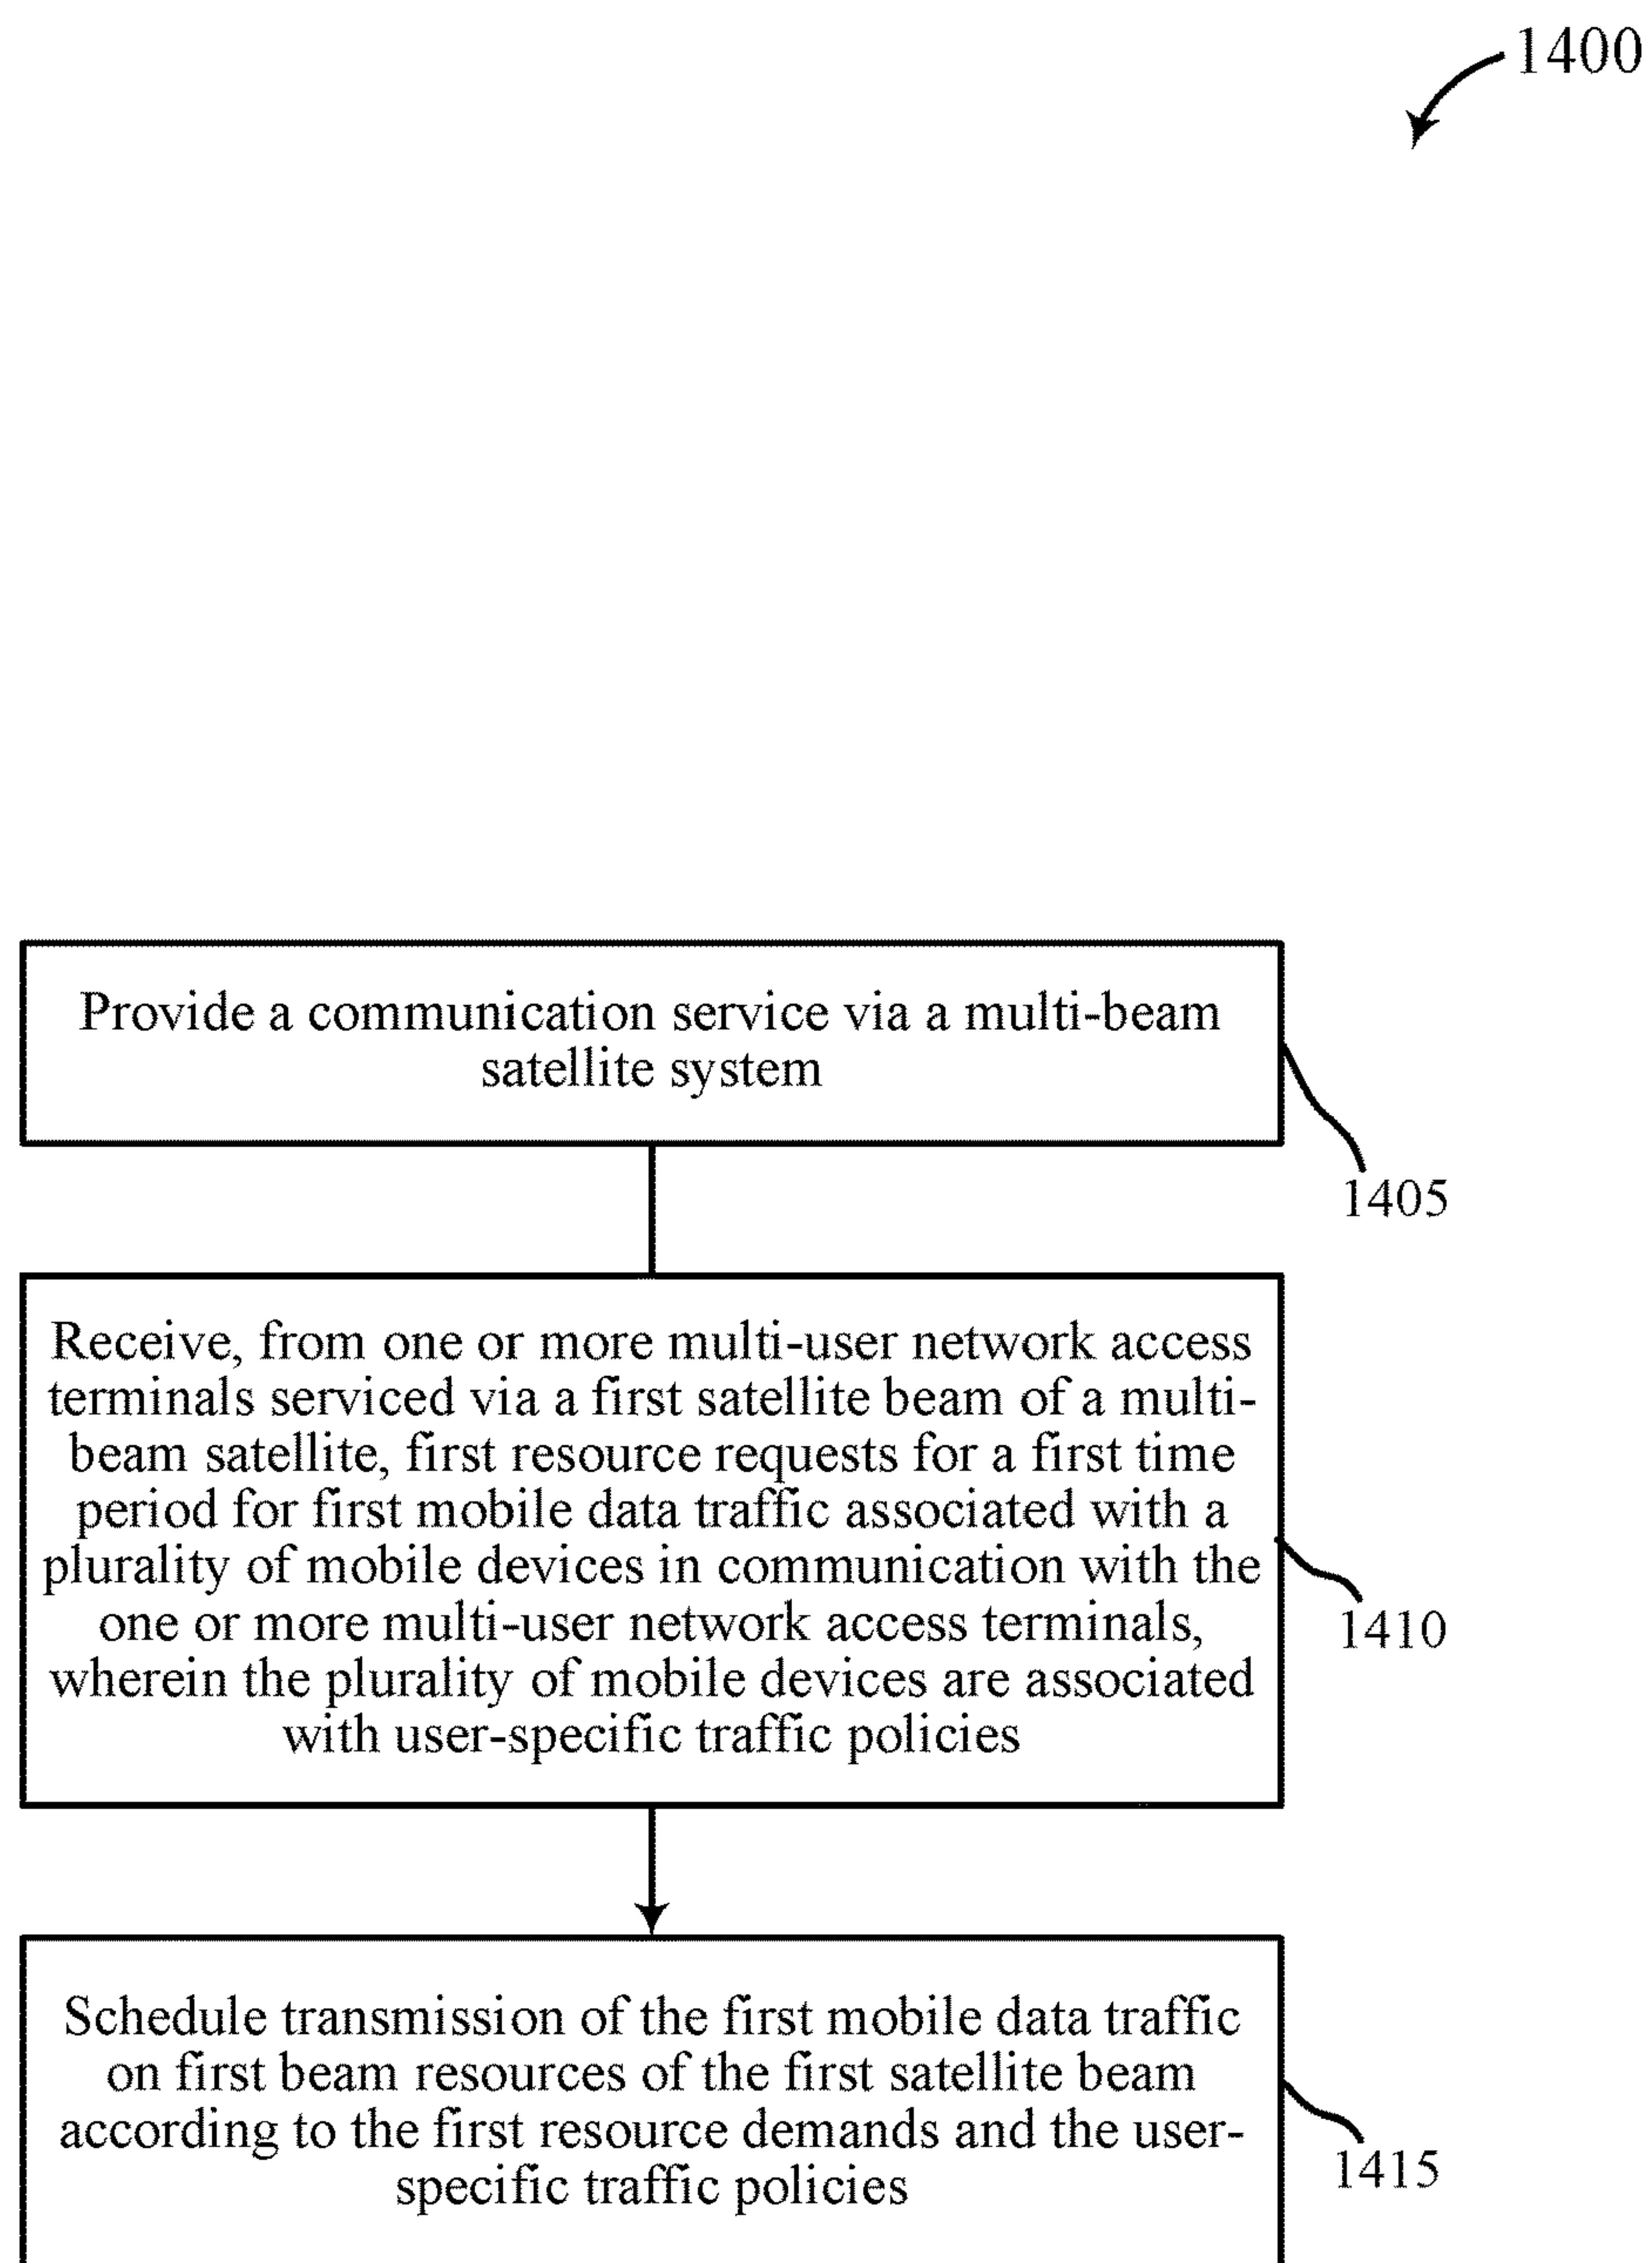 1400
Provide a communication service via a multi-beam
satellite system
1405
Receive, from one or more multi-user network access
terminals serviced via a first satellite beam of a multi-
beam satellite, first resource requests for a first time
period for first mobile data traffic associated with a
plurality of mobile devices in communication with the
one or more multi-user network access terminals,
wherein the plurality of mobile devices are associated
with user-specific traffic policies
1410
Schedule transmission of the first mobile data traffic
on first beam resources of the first satellite beam
according to the first resource demands and the user-
specific traffic policies
1415